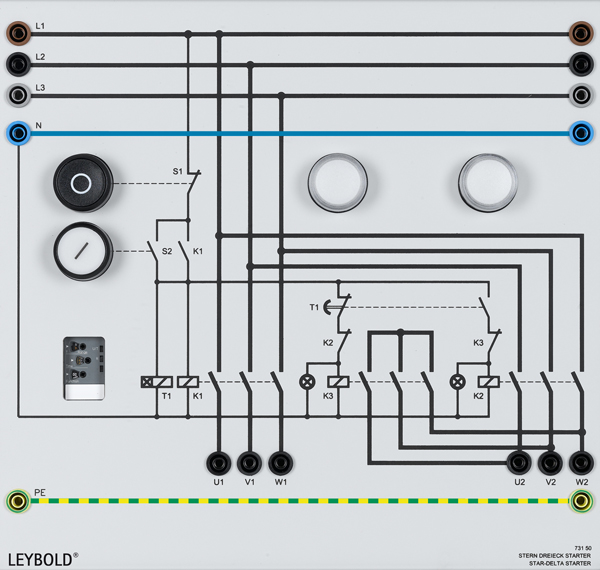 L1
L2
L3
N
S1
S2
K1
T1
K2
K3
T1
K1
K3
K2
U1
V1
W1
U2
V2
W2
PE
731 50
LEYBOLD®
STERN DREIECK STARTER
STAR-DELTA STARTER